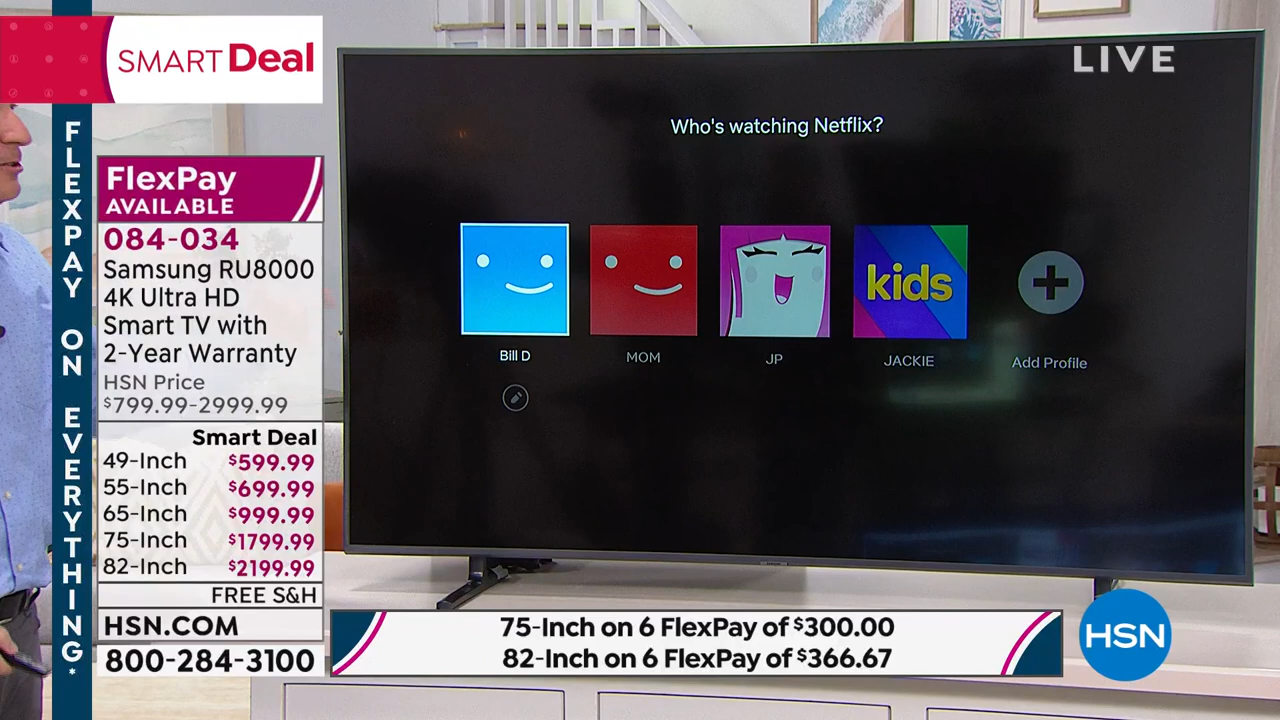 SMART Deal
LIVE
FLEXPAY ON EVERYTHING*
FlexPay
AVAILABLE
084-034
Samsung RU8000
4K Ultra HD
Smart TV with
2-Year Warranty
HSN Price
$799.99-2999.99
Smart Deal
49-Inch $599.99
55-Inch $699.99
65-Inch $999.99
75-Inch $1799.99
82-Inch $2199.99
FREE S&H
HSN.COM
800-284-3100
Who's watching Netflix?
kids
Bill D
MOM
JP
JACKIE
Add Profile
75-Inch on 6 FlexPay of $300.00
82-Inch on 6 FlexPay of $366.67
HSN